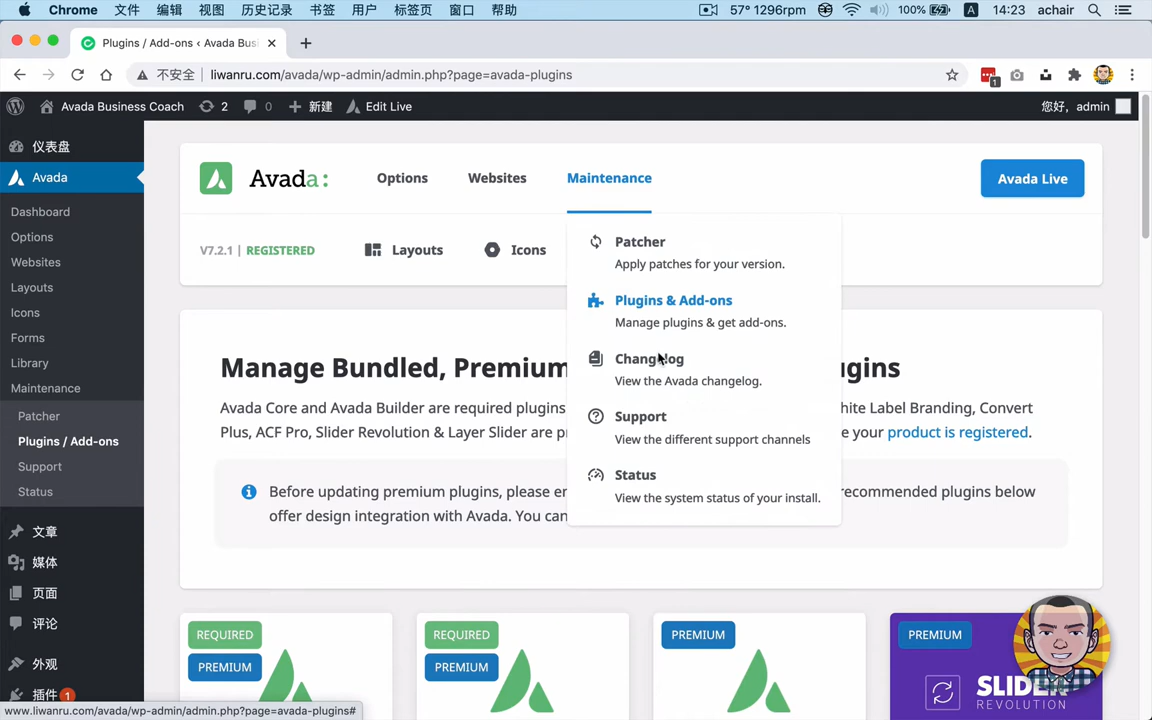 Chrome 文件 编辑 视图 历史记录 书签 用户 标签页 窗口 帮助 57° 1296rpm 100% A 14:23 achair
Plugins / Add-ons ‹ Avada Busi
不安全 liwanru.com/avada/wp-admin/admin.php?page=avada-plugins 1
Avada Business Coach 2 0 新建 Edit Live 您好，admin
仪表盘
Avada
Dashboard
Options
Websites
Layouts
Icons
Forms
Library
Maintenance
Patcher
Plugins / Add-ons
Support
Status
文章
媒体
页面
评论
外观
插件 1
Avada: Options Websites Maintenance Avada Live
V7.2.1 | REGISTERED Layouts Icons
Patcher
Apply patches for your version.
Plugins & Add-ons
Manage plugins & get add-ons.
Changelog
View the Avada changelog.
Support
View the different support channels
Status
View the system status of your install.
Manage Bundled, Premium ugins
Avada Core and Avada Builder are required plugins hite Label Branding, Convert
Plus, ACF Pro, Slider Revolution & Layer Slider are pr e your product is registered.
Before updating premium plugins, please en recommended plugins below
offer design integration with Avada. You can
REQUIRED
PREMIUM
REQUIRED
PREMIUM
PREMIUM
PREMIUM
SLIDER
REVOLUTION
www.liwanru.com/avada/wp-admin/admin.php?page=avada-plugins#